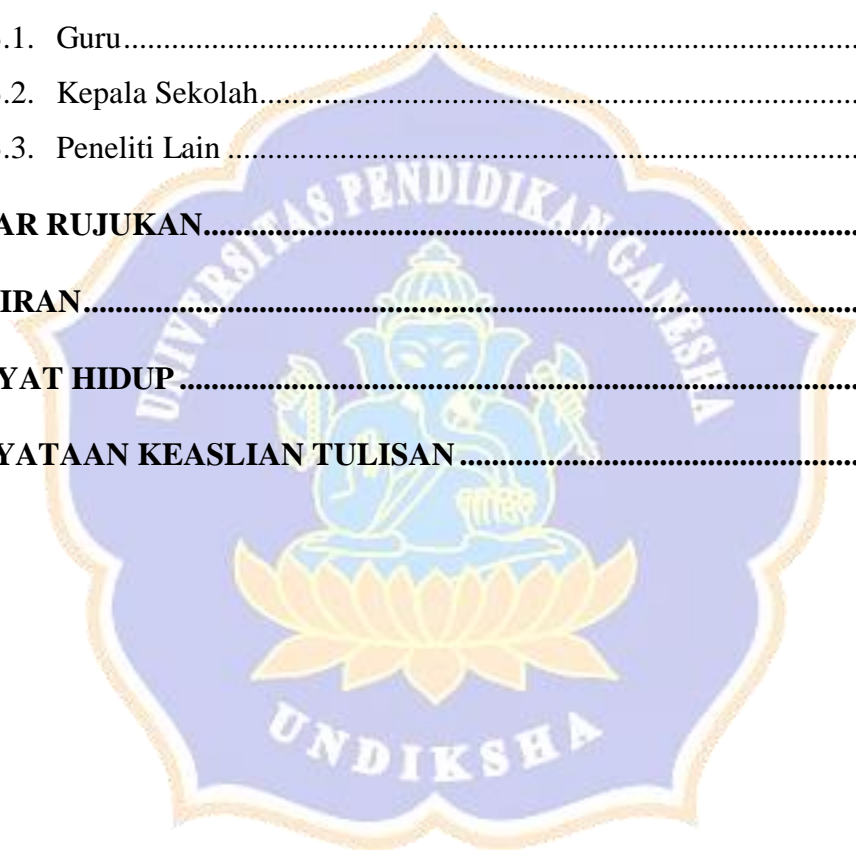 .1. Guru
.2. Kepala Sekolah
.3. Peneliti Lain
AR RUJUKAN
IRAN
YAT HIDUP
YATAAN KEASLIAN TULISAN
UNIVERSITAS PENDIDIKAN GANESHA
UNDIKSHA